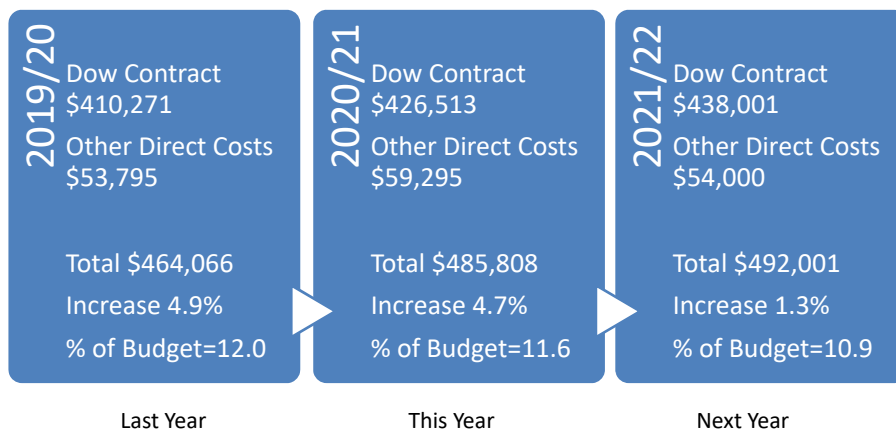 2019/20
Dow Contract
$410,271
Other Direct Costs
$53,795
Total $464,066
Increase 4.9%
% of Budget=12.0
2020/21
Dow Contract
$426,513
Other Direct Costs
$59,295
Total $485,808
Increase 4.7%
% of Budget=11.6
2021/22
Dow Contract
$438,001
Other Direct Costs
$54,000
Total $492,001
Increase 1.3%
% of Budget=10.9
Last Year
This Year
Next Year